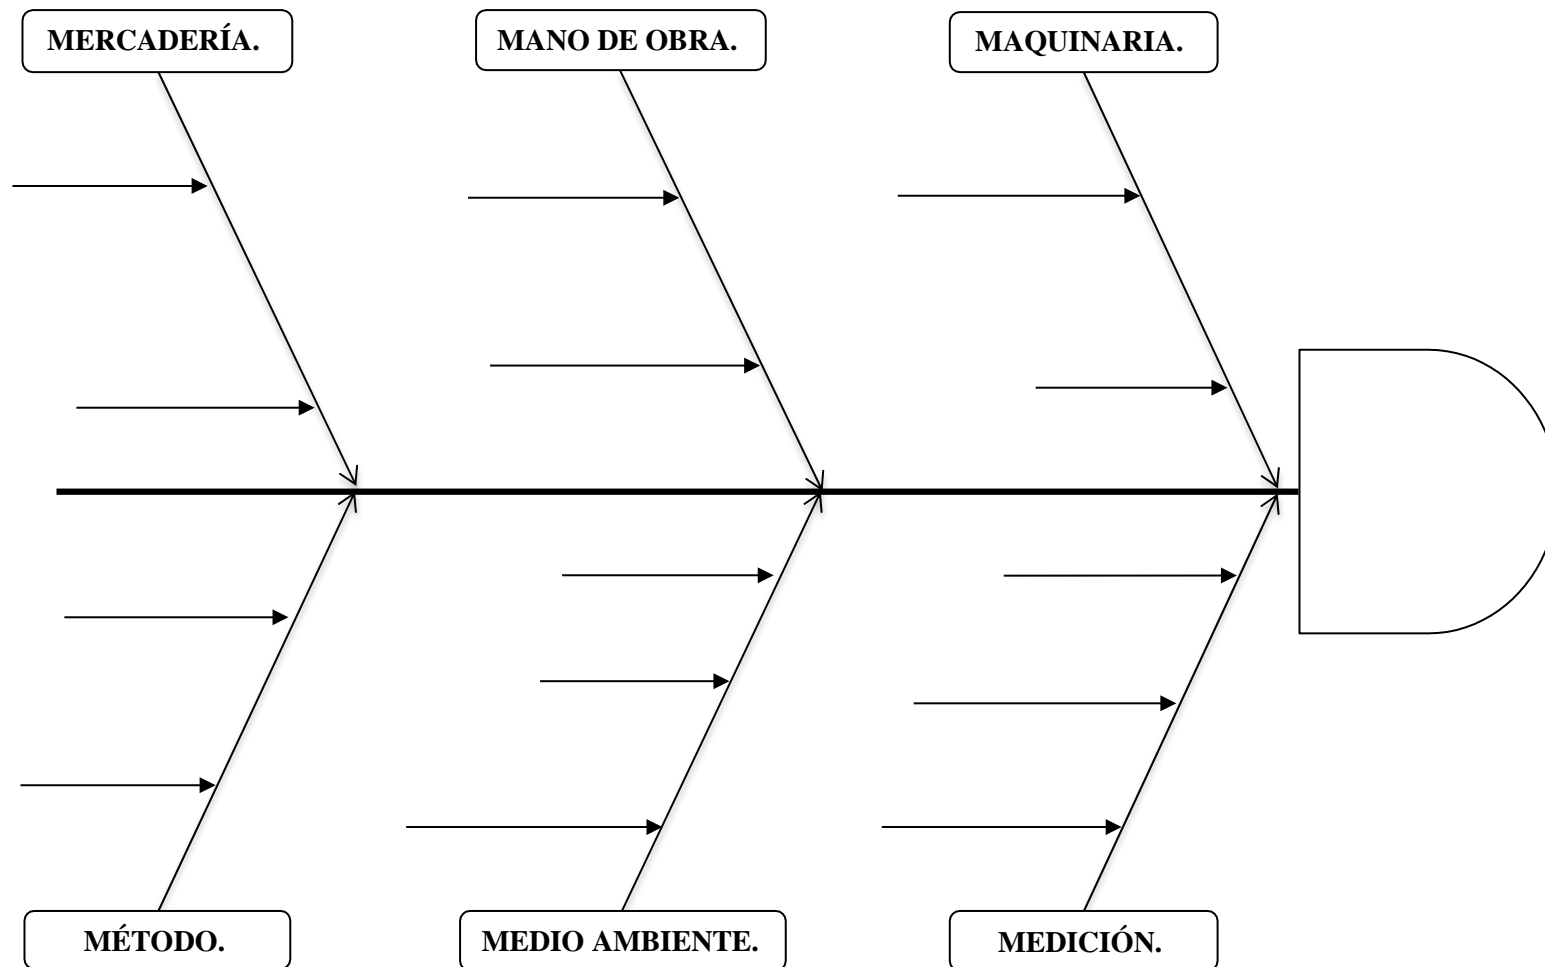 MERCADERÍA.
MANO DE OBRA.
MAQUINARIA.
MÉTODO.
MEDIO AMBIENTE.
MEDICIÓN.